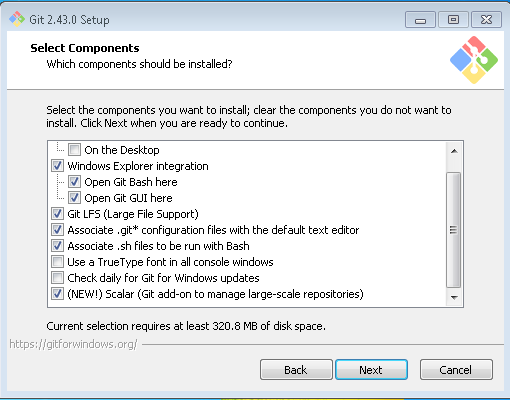 Git 2.43.0 Setup
Select Components
Which components should be installed?
Select the components you want to install; clear the components you do not want to
install. Click Next when you are ready to continue.
On the Desktop
Windows Explorer integration
Open Git Bash here
Open Git GUI here
Git LFS (Large File Support)
Associate .git* configuration files with the default text editor
Associate .sh files to be run with Bash
Use a TrueType font in all console windows
Check daily for Git for Windows updates
(NEW!) Scalar (Git add-on to manage large-scale repositories)
Current selection requires at least 320.8 MB of disk space.
https://gitforwindows.org/
Back
Next
Cancel